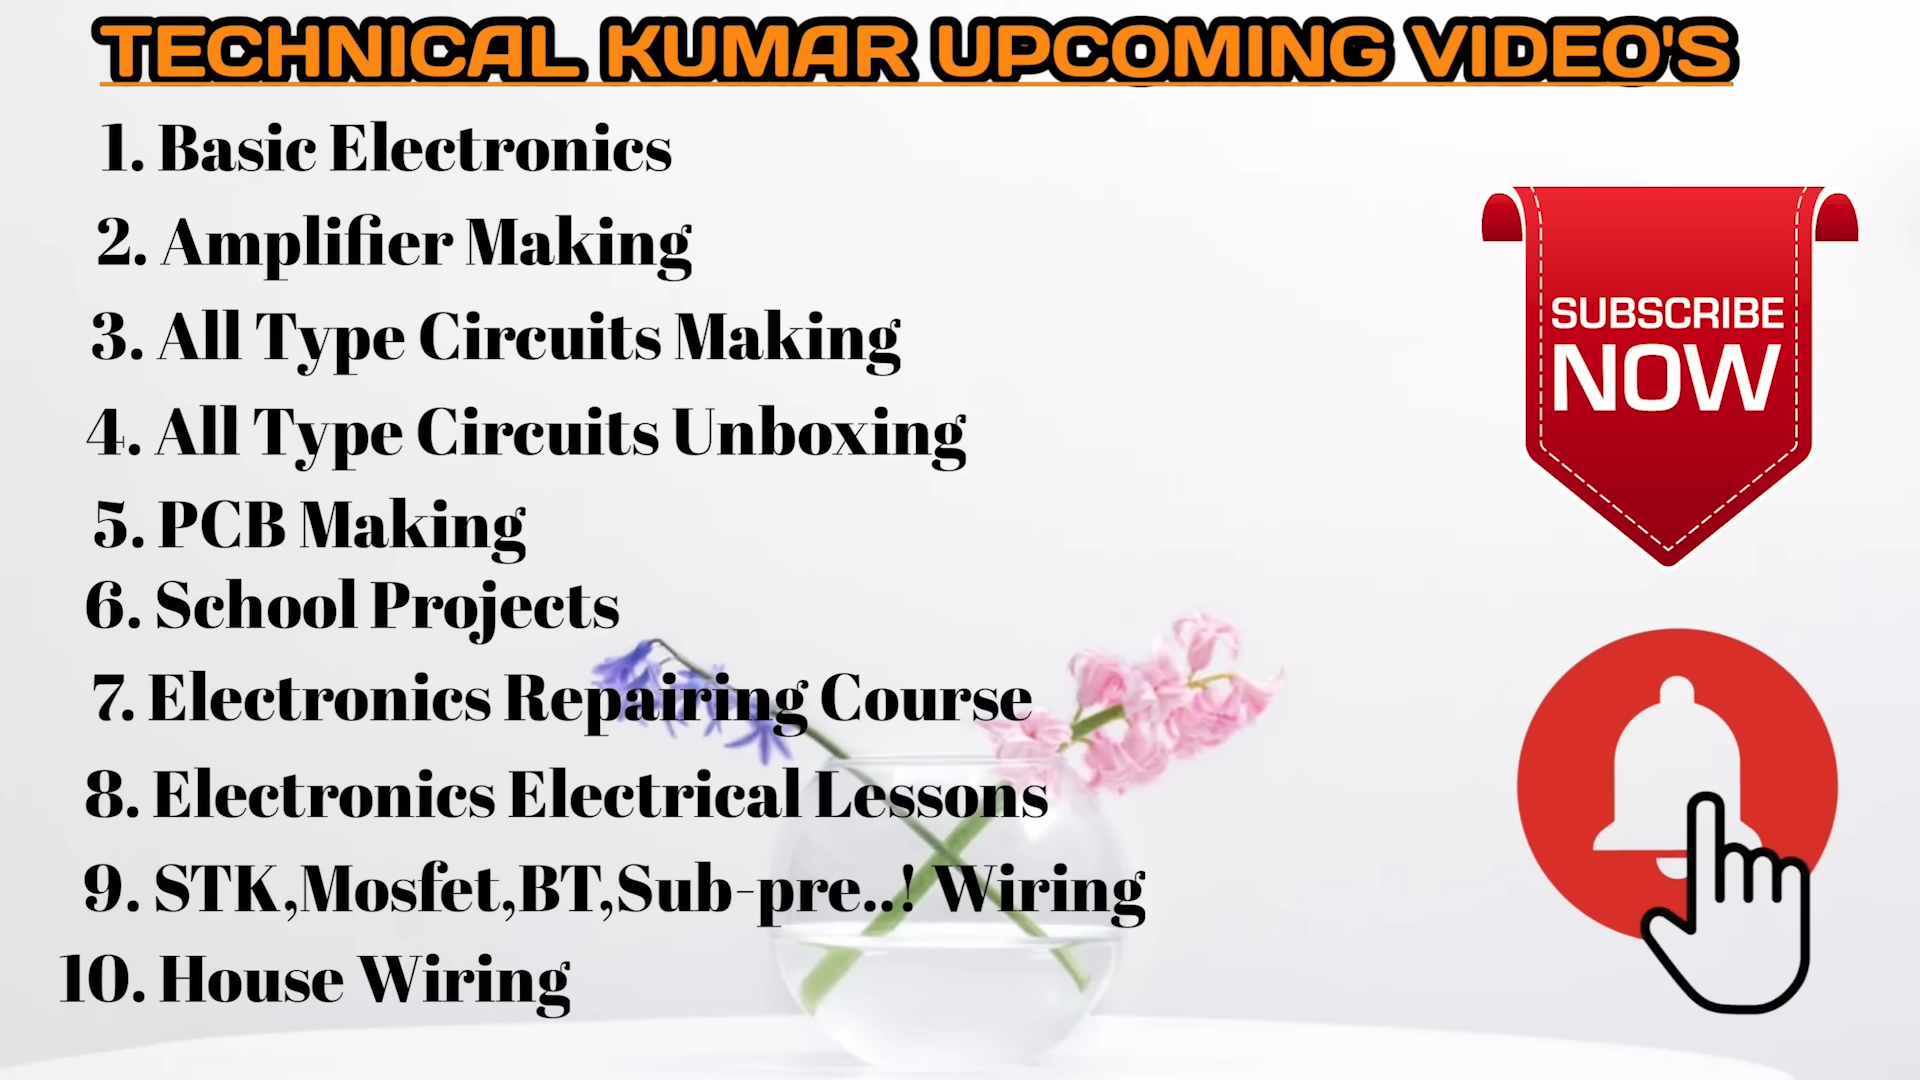 TECHNICAL KUMAR UPCOMING VIDEO'S
1. Basic Electronics
2. Amplifier Making
3. All Type Circuits Making
4. All Type Circuits Unboxing
5. PCB Making
6. School Projects
7. Electronics Repairing Course
8. Electronics Electrical Lessons
9. STK,Mosfet,BT,Sub-pre..! Wiring
10. House Wiring
SUBSCRIBE
NOW